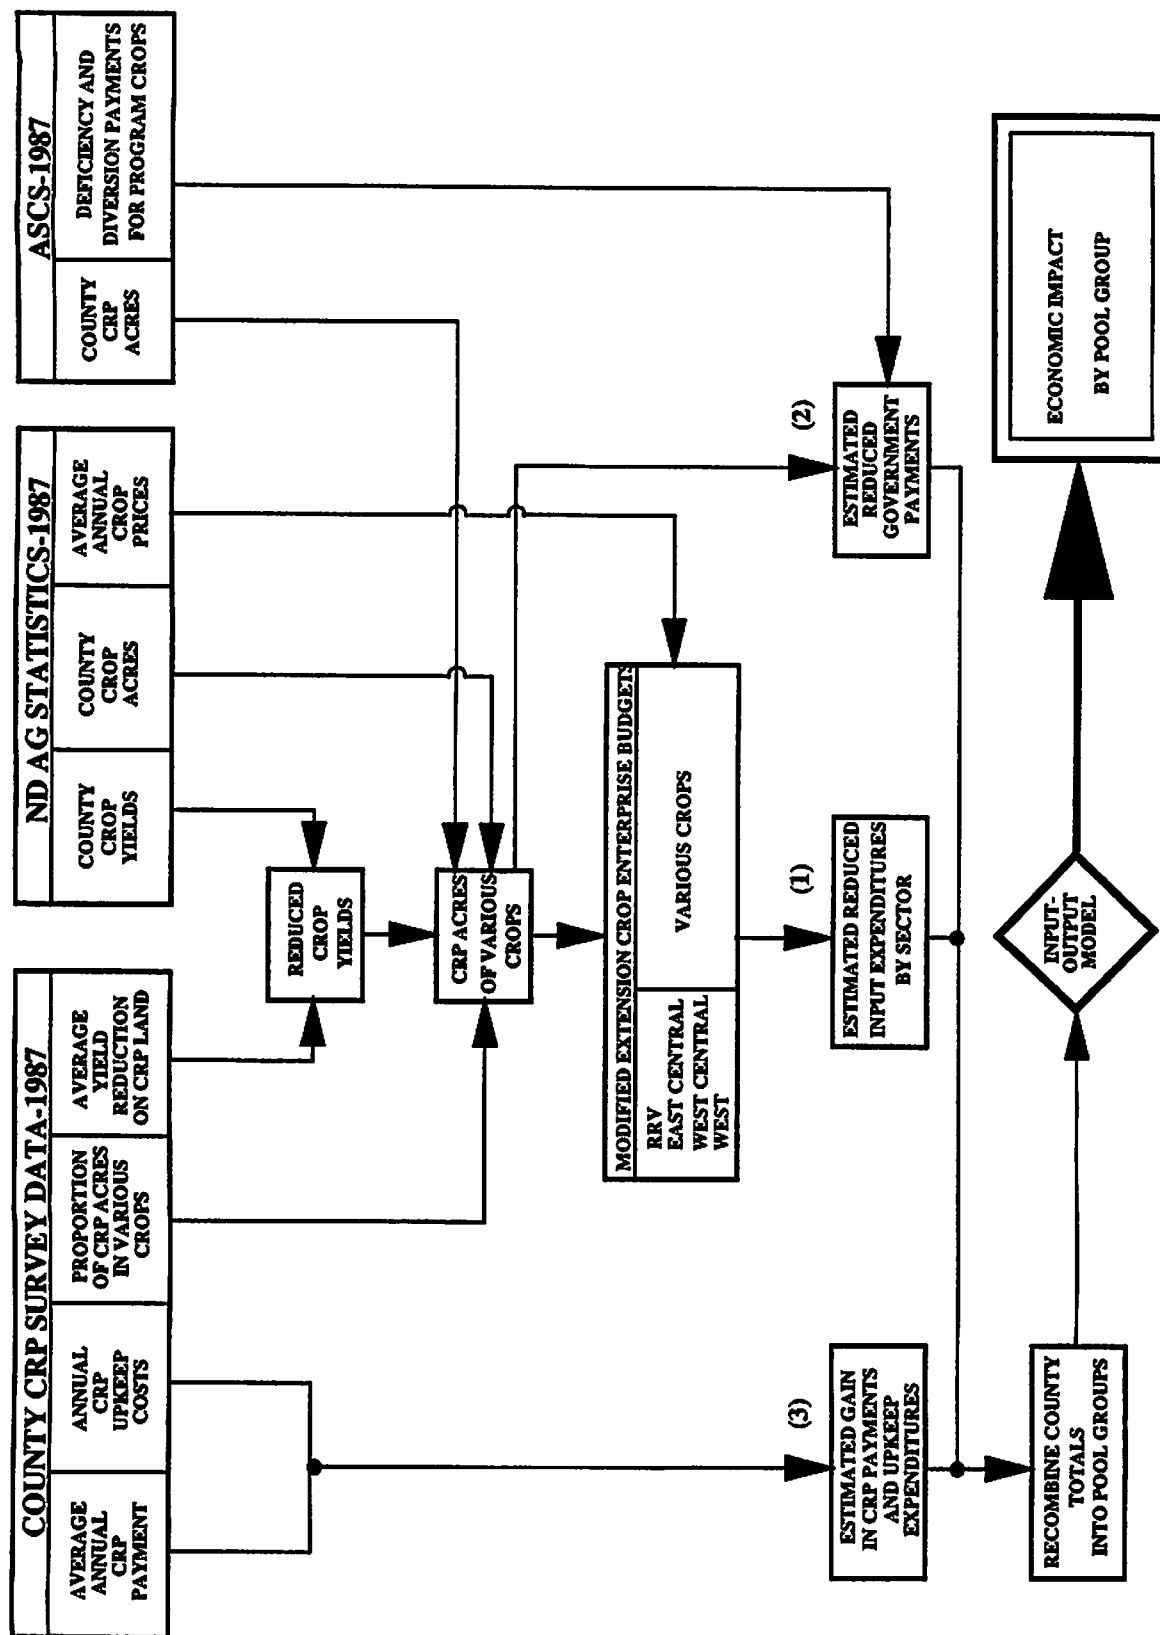 COUNTY CRP SURVEY DATA-1987
AVERAGE
ANNUAL
CRP
PAYMENT
ANNUAL
CRP
UPKEEP
COSTS
PROPORTION
OF CRP ACRES
IN VARIOUS
CROPS
AVERAGE
YIELD
REDUCTION
ON CRP LAND
ND AG STATISTICS-1987
COUNTY
CROP
YIELDS
COUNTY
CROP
ACRES
AVERAGE
ANNUAL
CROP
PRICES
ASCS-1987
COUNTY
CRP
ACRES
DEFICIENCY AND
DIVERSION PAYMENTS
FOR PROGRAM CROPS
REDUCED
CROP
YIELDS
CRP ACRES
OF VARIOUS
CROPS
MODIFIED EXTENSION CROP ENTERPRISE BUDGETS
RRV
EAST CENTRAL
WEST CENTRAL
WEST
VARIOUS CROPS
(3)
ESTIMATED GAIN
IN CRP PAYMENTS
AND UPKEEP
EXPENDITURES
(1)
ESTIMATED REDUCED
INPUT EXPENDITURES
BY SECTOR
(2)
ESTIMATED
REDUCED
GOVERNMENT
PAYMENTS
RECOMBINE COUNTY
TOTALS
INTO POOL GROUPS
INPUT-
OUTPUT
MODEL
ECONOMIC IMPACT
BY POOL GROUP